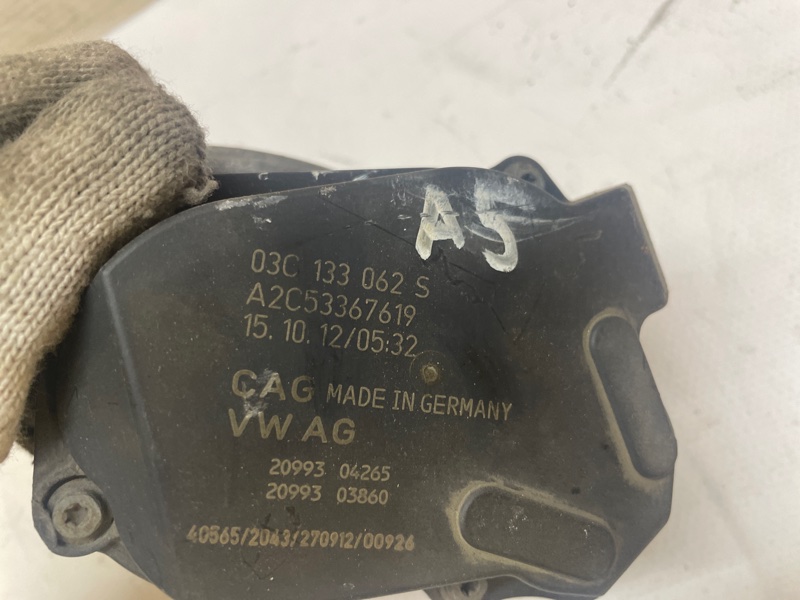 A5
03C 133 062 S
A2C53367619
15.10.12/05:32
CAG MADE IN GERMANY
VW AG
20993 04265
20993 03860
40565/2043/270912/00926